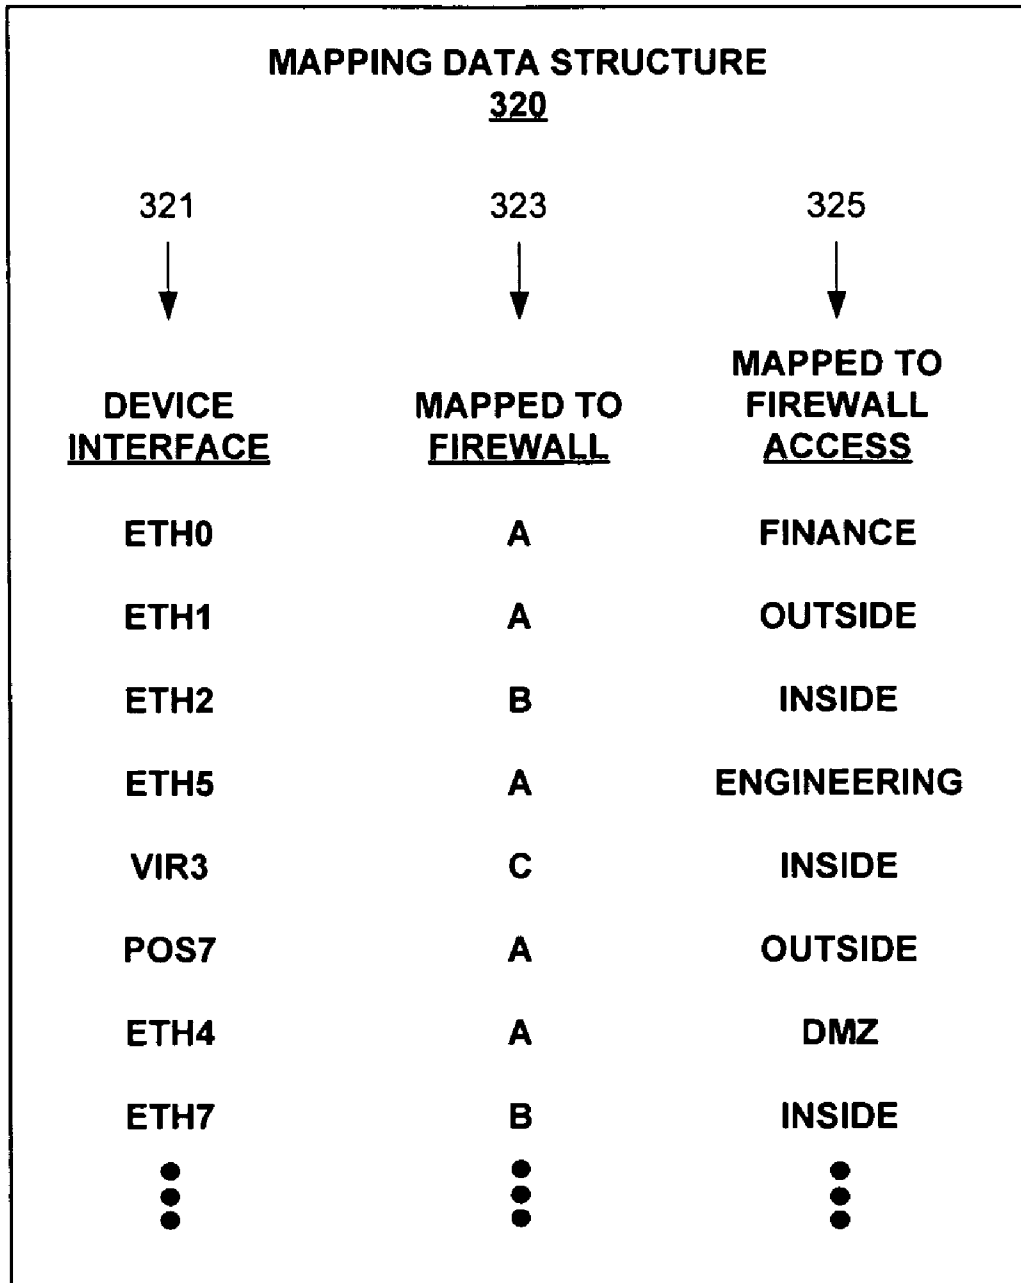 MAPPING DATA STRUCTURE
320
321 323 325
DEVICE INTERFACE
MAPPED TO FIREWALL
MAPPED TO FIREWALL ACCESS
ETH0 A FINANCE
ETH1 A OUTSIDE
ETH2 B INSIDE
ETH5 A ENGINEERING
VIR3 C INSIDE
POS7 A OUTSIDE
ETH4 A DMZ
ETH7 B INSIDE